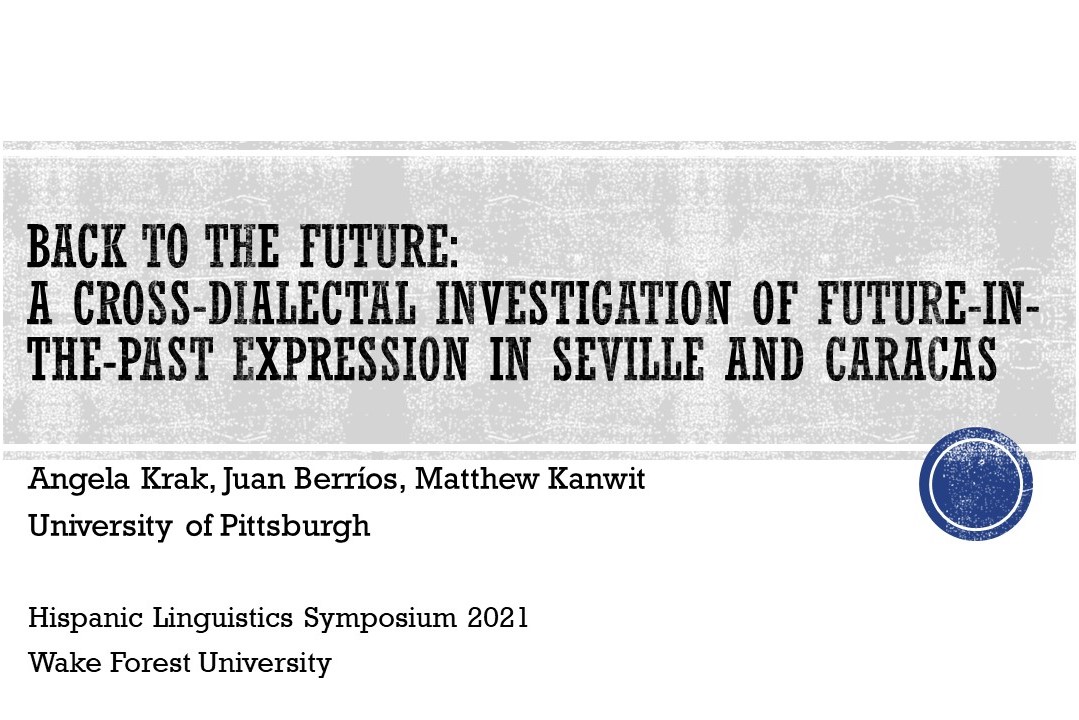 BACK TO THE FUTURE:
A CROSS-DIALECTAL INVESTIGATION OF FUTURE-IN-
THE-PAST EXPRESSION IN SEVILLE AND CARACAS
Angela Krak, Juan Berríos, Matthew Kanwit
University of Pittsburgh
Hispanic Linguistics Symposium 2021
Wake Forest University